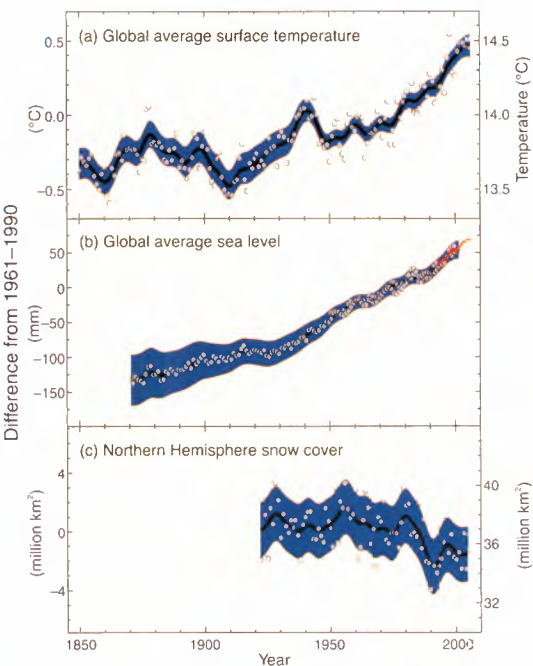 Difference from 1961–1990
(a) Global average surface temperature
(°C)
0.5
0.0
−0.5
14.5
14.0
13.5
Temperature (°C)
(b) Global average sea level
(mm)
50
0
−50
−100
−150
(c) Northern Hemisphere snow cover
(million km²)
4
0
−4
40
36
32
(million km²)
1850
1900
1950
2000
Year